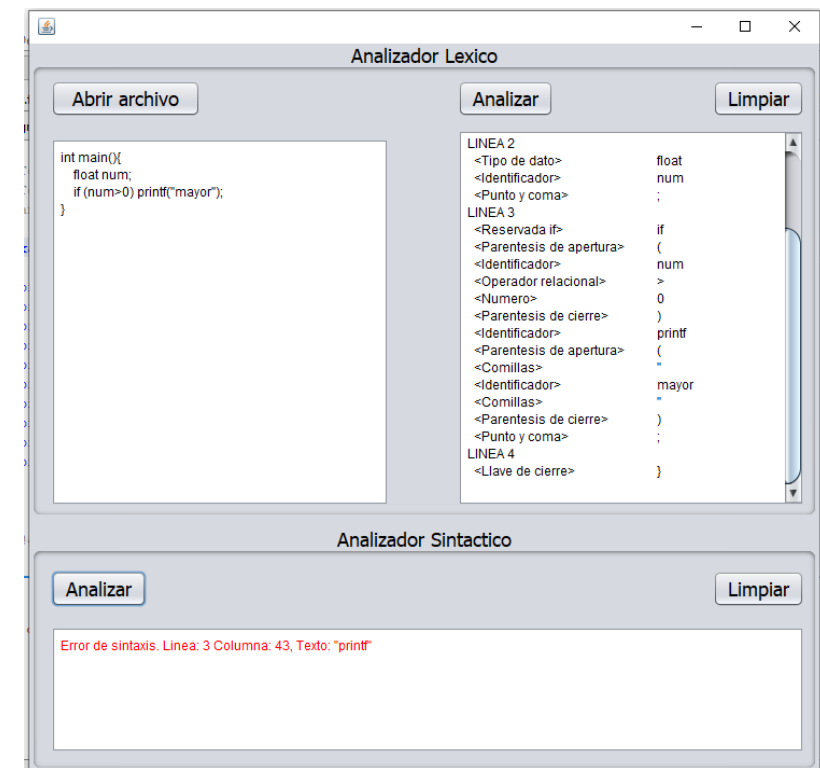 Analizador Lexico
Abrir archivo
Analizar
Limpiar
int main(){
float num;
if (num>0) printf("mayor");
}
LINEA 2
<Tipo de dato> float
<Identificador> num
<Punto y coma> ;
LINEA 3
<Reservada if> if
<Parentesis de apertura> (
<Identificador> num
<Operador relacional> >
<Numero> 0
<Parentesis de cierre> )
<Identificador> printf
<Parentesis de apertura> (
<Comillas> "
<Identificador> mayor
<Comillas> "
<Parentesis de cierre> )
<Punto y coma> ;
LINEA 4
<Llave de cierre> }
Analizador Sintactico
Analizar
Limpiar
Error de sintaxis. Linea: 3 Columna: 43, Texto: "printf"